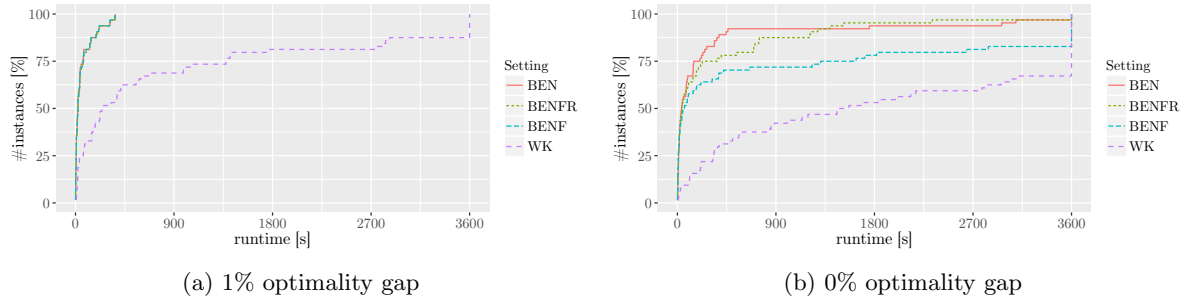 100
75
50
25
0
#instances [%]
0 900 1800 2700 3600
runtime [s]
Setting
BEN
BENFR
BENF
WK
(a) 1% optimality gap
100
75
50
25
0
#instances [%]
0 900 1800 2700 3600
runtime [s]
Setting
BEN
BENFR
BENF
WK
(b) 0% optimality gap